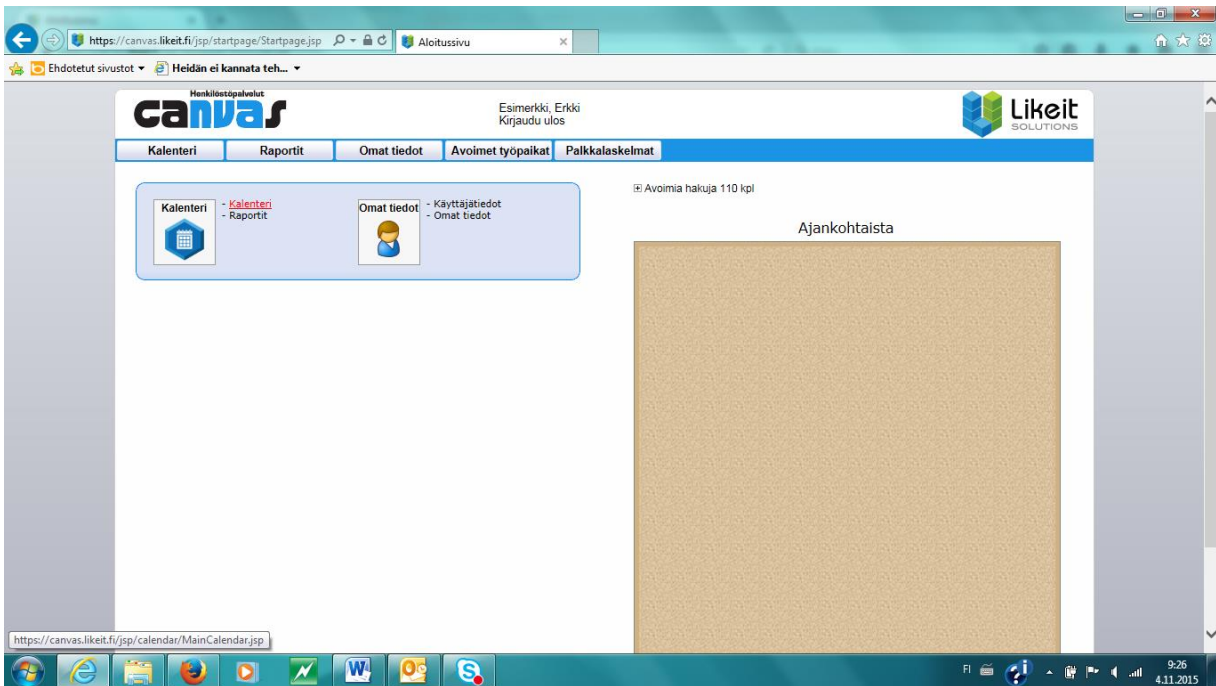 https://canvas.likeit.fi/jsp/startpage/Startpage.jsp
Aloitussivu
Ehdotetut sivustot
Heidän ei kannata teh...
Henkilöstöpalvelut
canvas
Esimerkki, Erkki
Kirjaudu ulos
Likeit
SOLUTIONS
Kalenteri Raportit Omat tiedot Avoimet työpaikat Palkkalaskelmat
Kalenteri
- Kalenteri
- Raportit
Omat tiedot
- Käyttäjätiedot
- Omat tiedot
Avoimia hakuja 110 kpl
Ajankohtaista
https://canvas.likeit.fi/jsp/calendar/MainCalendar.jsp
FI
9:26
4.11.2015